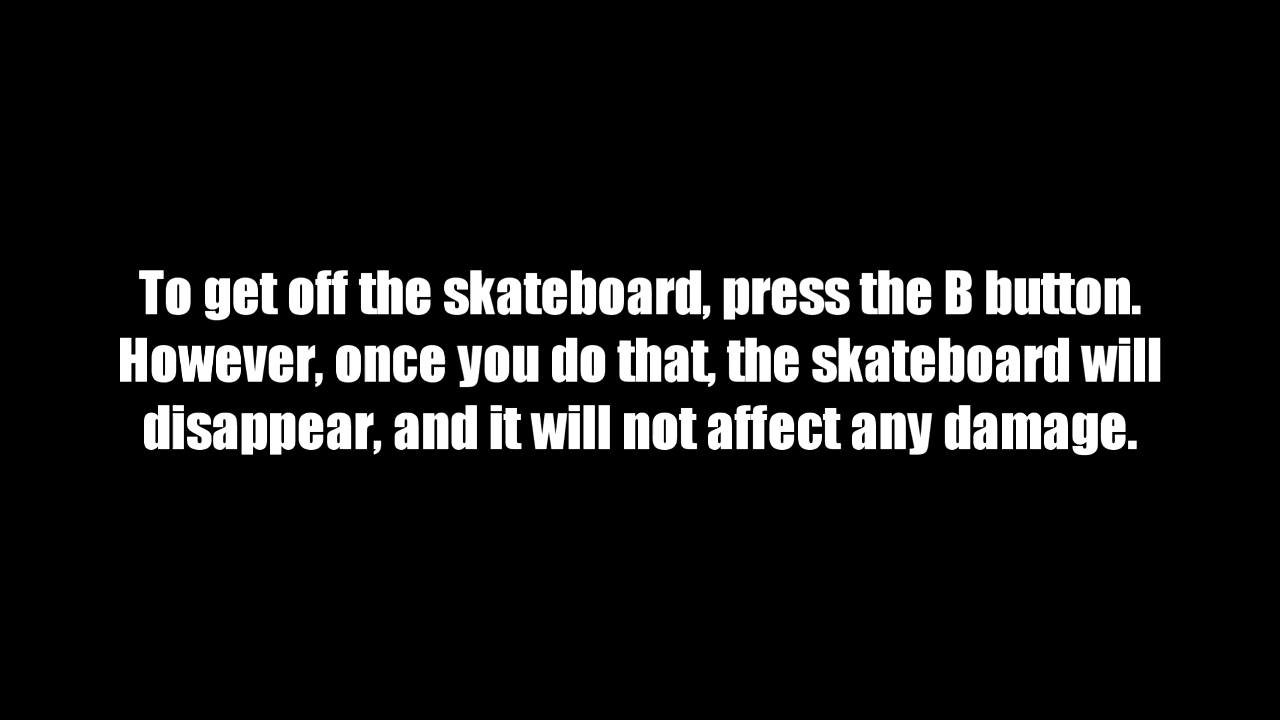 To get off the skateboard, press the B button.
However, once you do that, the skateboard will
disappear, and it will not affect any damage.